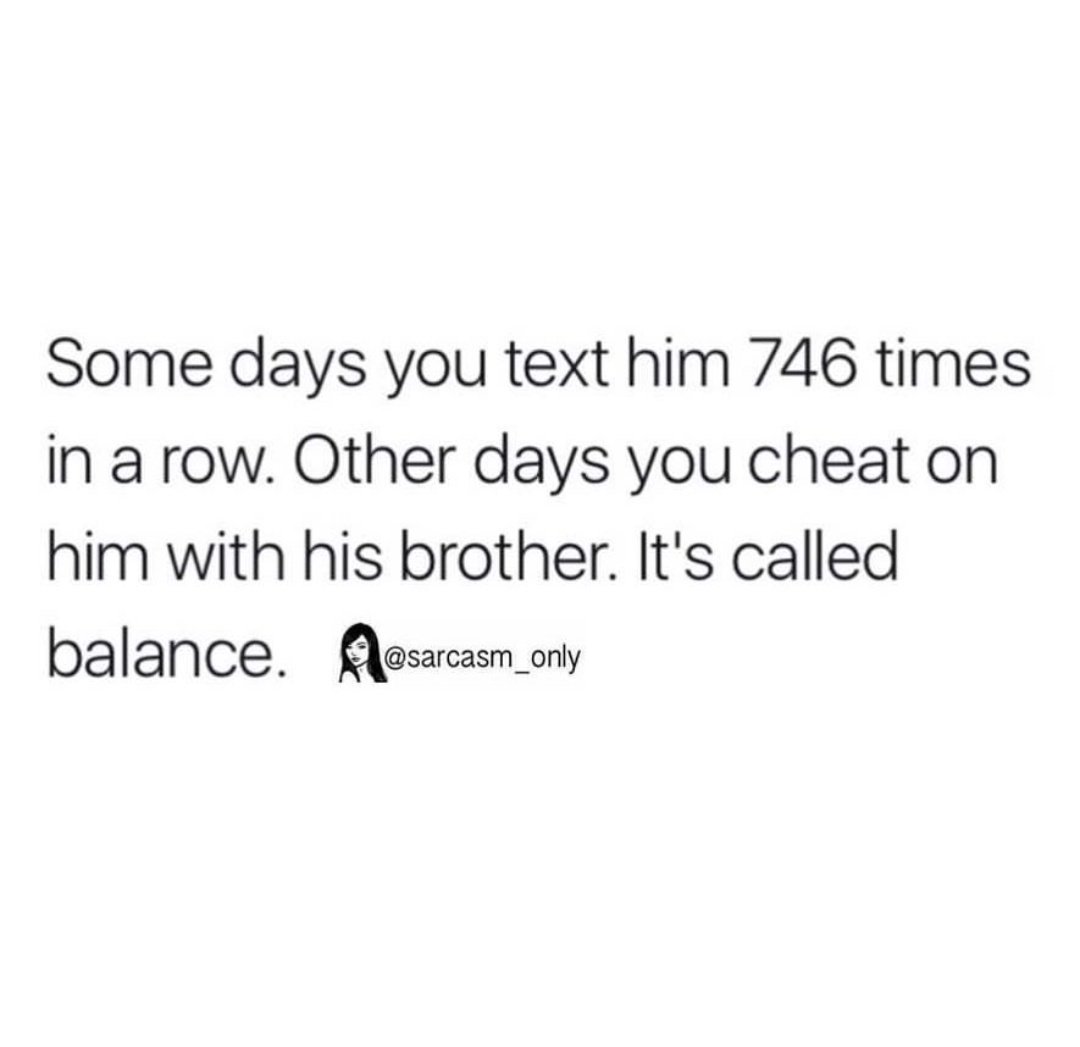 Some days you text him 746 times
in a row. Other days you cheat on
him with his brother. It's called
balance. @sarcasm_only